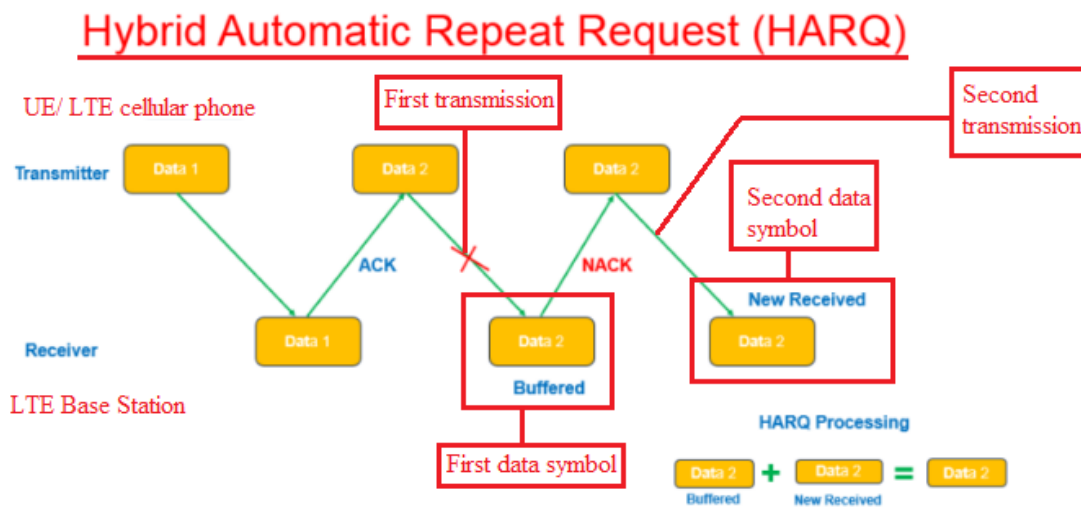 Hybrid Automatic Repeat Request (HARQ)
UE/ LTE cellular phone
First transmission
Second
transmission
Transmitter
Data 1
Data 2
Data 2
Second data
symbol
ACK
NACK
New Received
Receiver
Data 1
Data 2
Data 2
Buffered
LTE Base Station
First data symbol
HARQ Processing
Data 2 + Data 2 = Data 2
Buffered
New Received